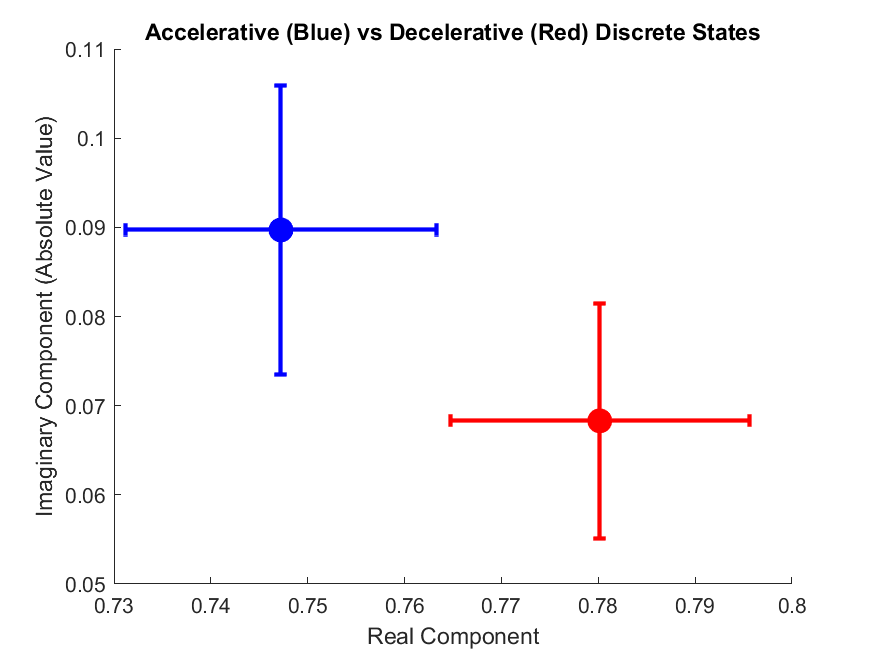 Accelerative (Blue) vs Decelerative (Red) Discrete States
0.11
0.1
0.09
0.08
0.07
0.06
0.05
Imaginary Component (Absolute Value)
0.73 0.74 0.75 0.76 0.77 0.78 0.79 0.8
Real Component